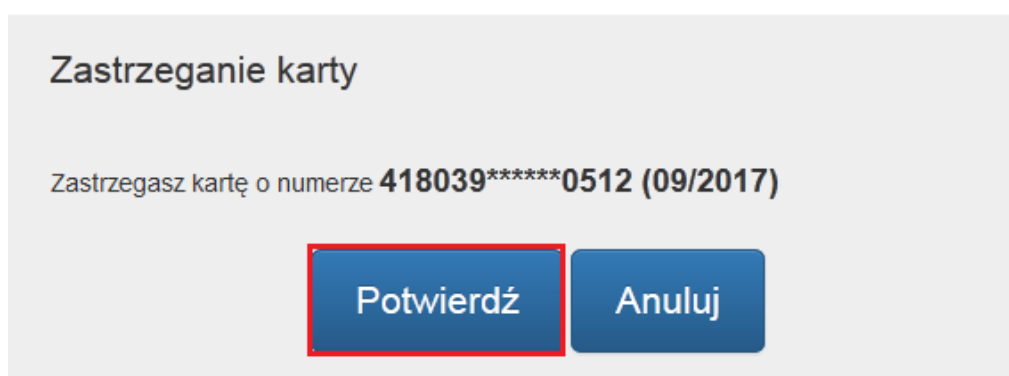 Zastrzeganie karty
Zastrzegasz kartę o numerze 418039******0512 (09/2017)
Potwierdź Anuluj